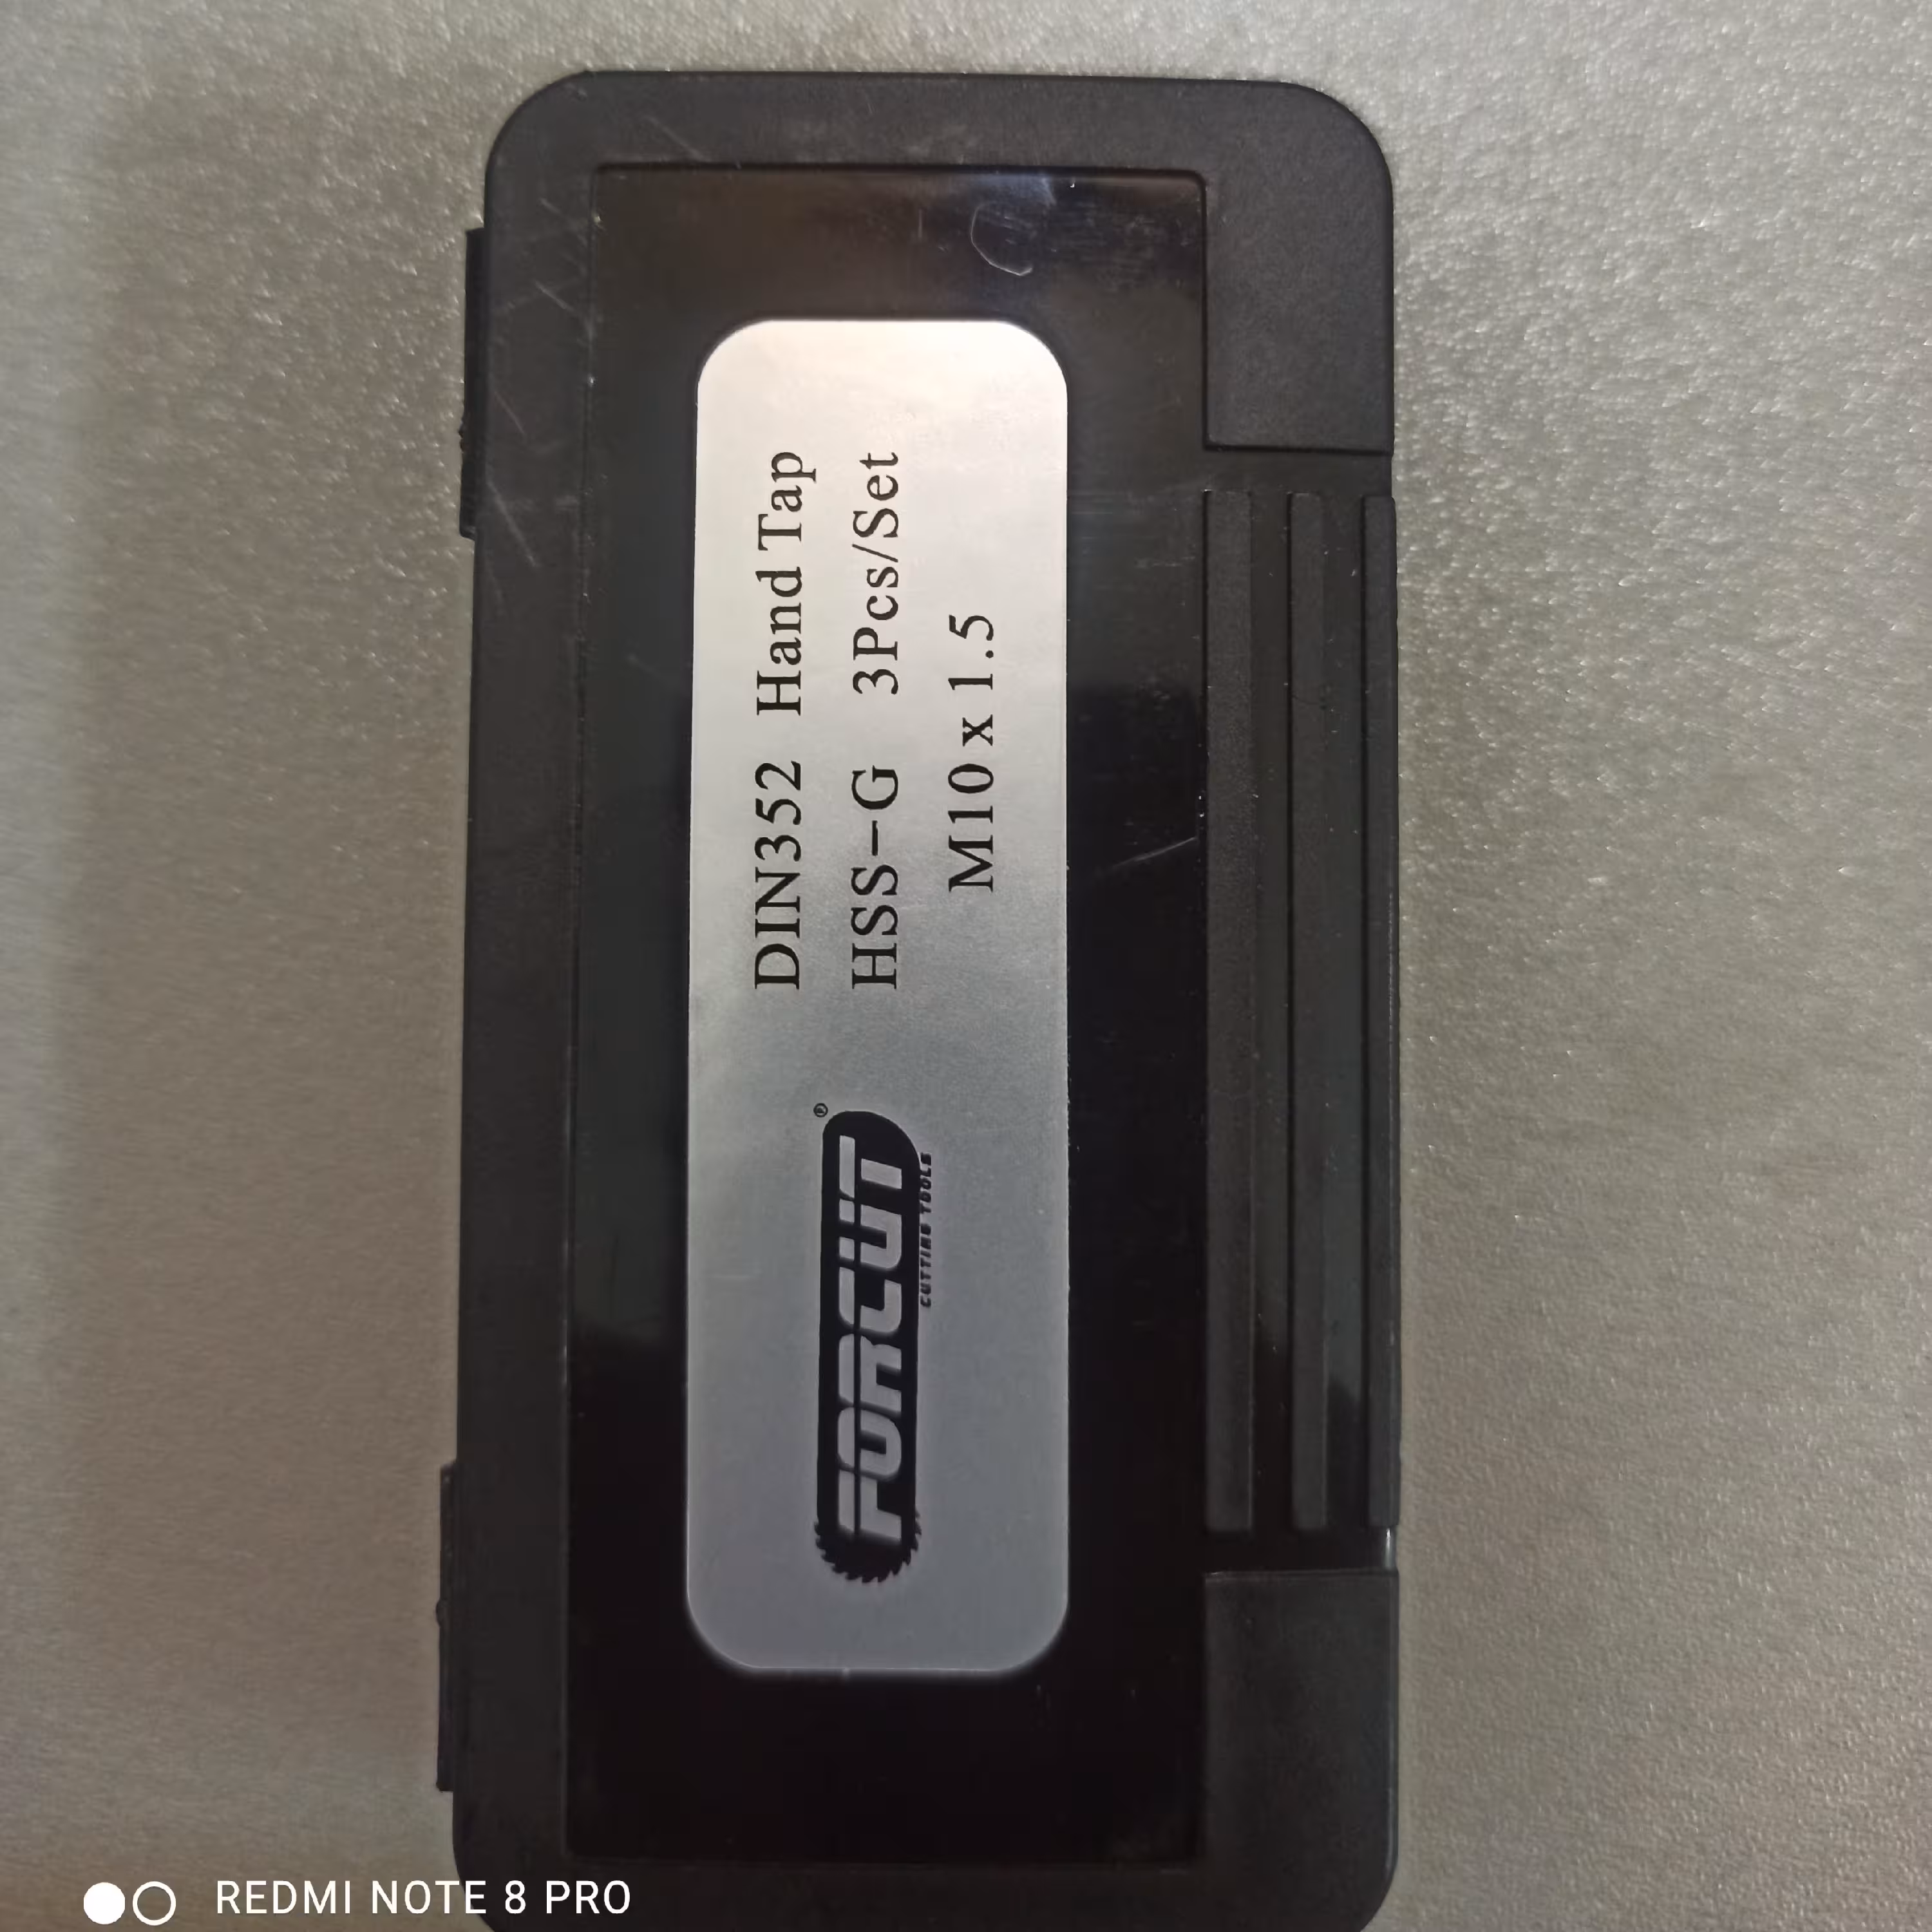 DIN352 Hand Tap
HSS-G 3Pcs/Set
M10 x 1.5
FORCUT®
CUTTING TOOLS
REDMI NOTE 8 PRO